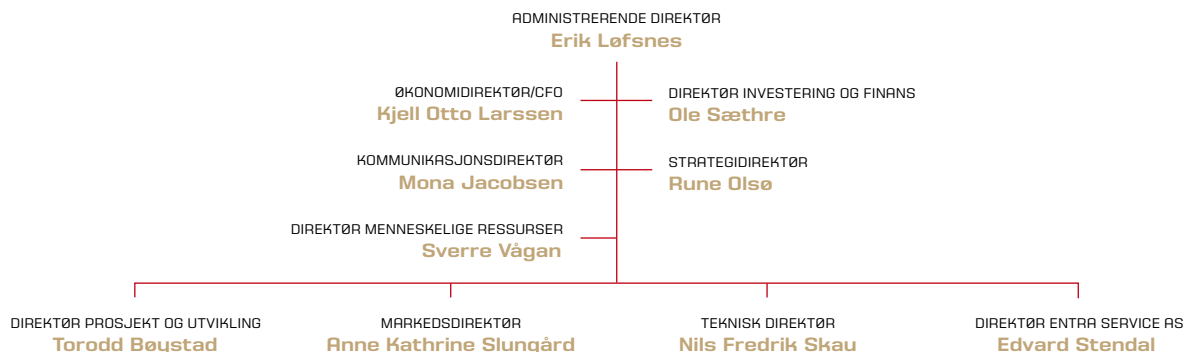 ADMINISTRERENDE DIREKTØR
Erik Løfsnes
ØKONOMIDIREKTØR/CFO
Kjell Otto Larssen
DIREKTØR INVESTERING OG FINANS
Ole Sæthre
KOMMUNIKASJONSDIREKTØR
Mona Jacobsen
STRATEGIDIREKTØR
Rune Olsø
DIREKTØR MENNESKELIGE RESSURSER
Sverre Vågan
DIREKTØR PROSJEKT OG UTVIKLING
Torodd Bøystad
MARKEDSDIREKTØR
Anne Kathrine Slungård
TEKNISK DIREKTØR
Nils Fredrik Skau
DIREKTØR ENTRA SERVICE AS
Edvard Stendal